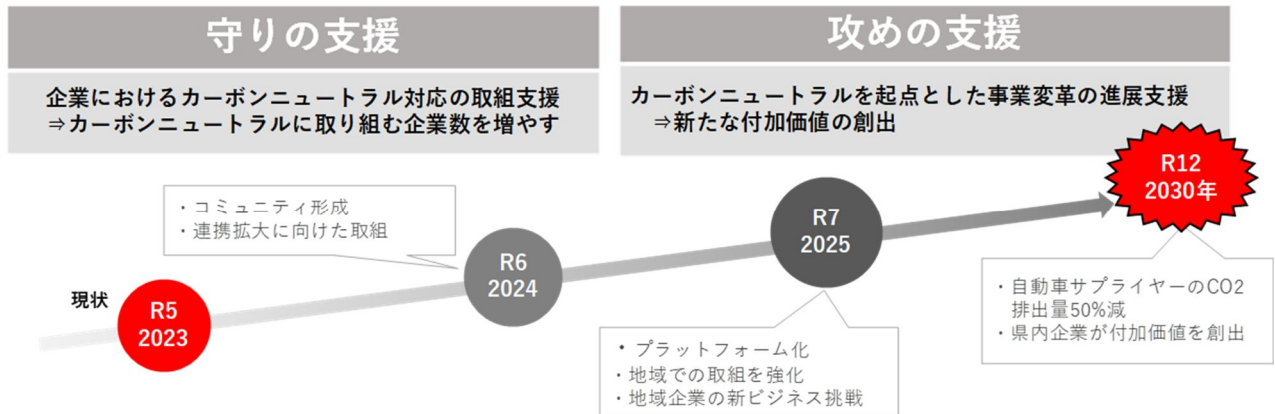 守りの支援
企業におけるカーボンニュートラル対応の取組支援
⇒カーボンニュートラルに取り組む企業数を増やす
攻めの支援
カーボンニュートラルを起点とした事業変革の進展支援
⇒新たな付加価値の創出
現状
R5
2023
・コミュニティ形成
・連携拡大に向けた取組
R6
2024
R7
2025
・プラットフォーム化
・地域での取組を強化
・地域企業の新ビジネス挑戦
R12
2030年
・自動車サプライヤーのCO2
排出量50%減
・県内企業が付加価値を創出